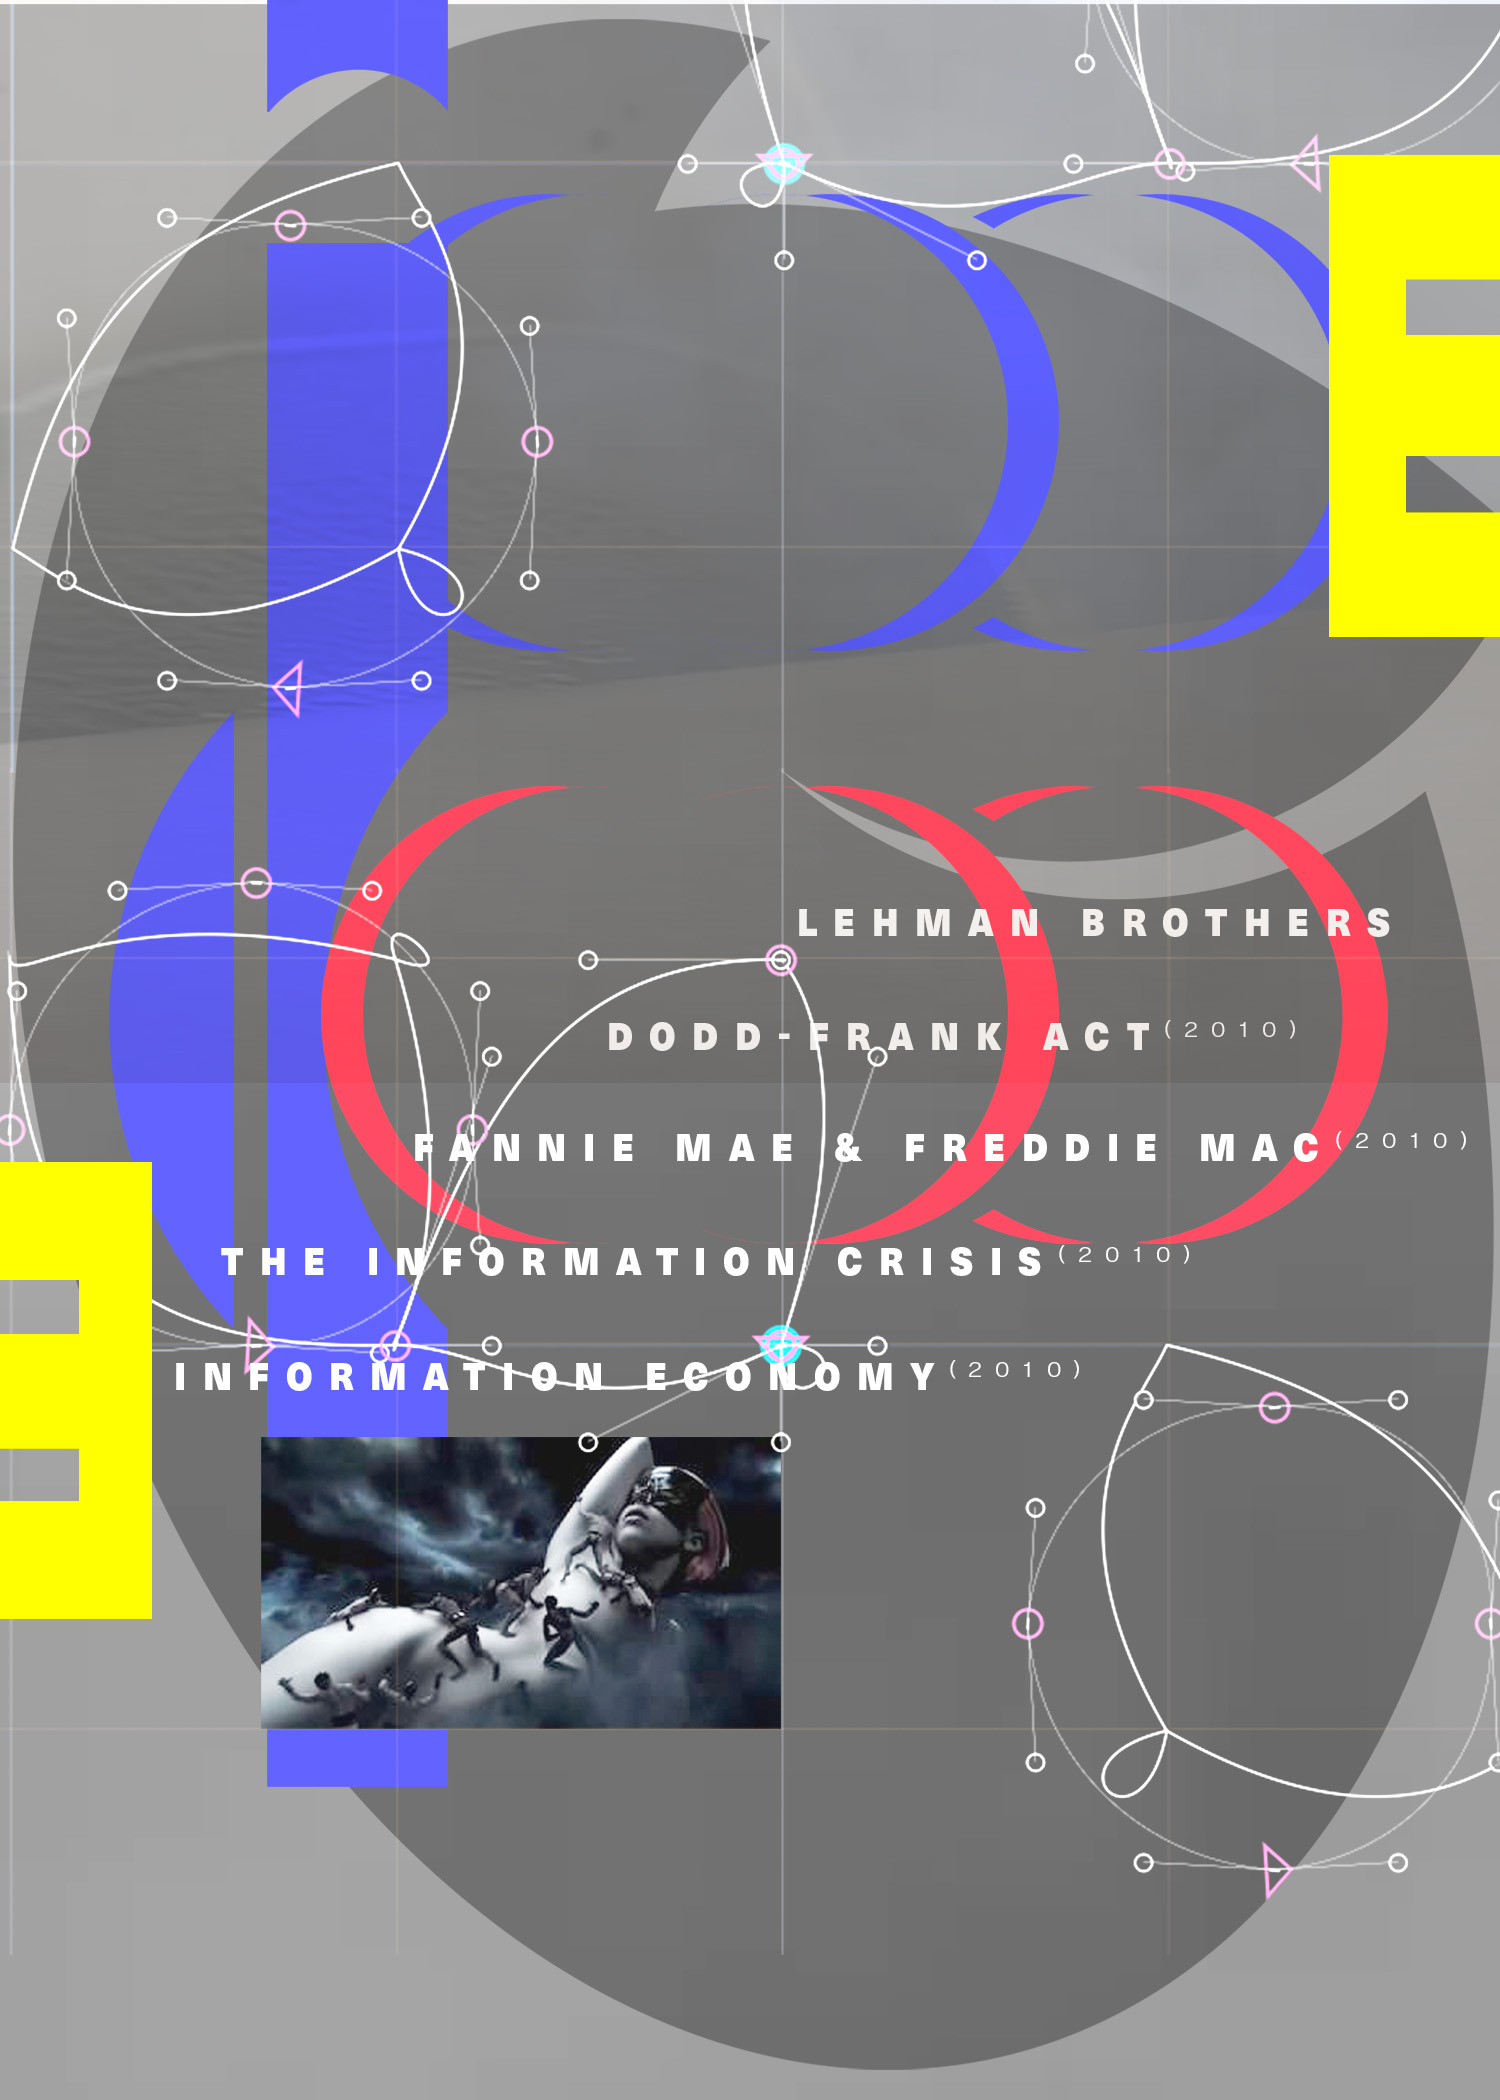 E
LEHMAN BROTHERS
DODD-FRANK ACT(2010)
FANNIE MAE & FREDDIE MAC(2010)
THE INFORMATION CRISIS(2010)
INFORMATION ECONOMY(2010)